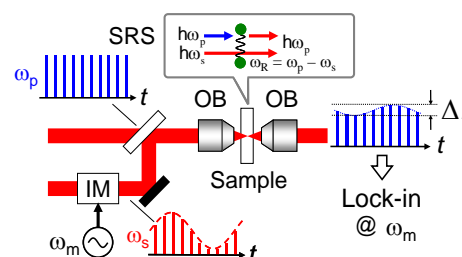 SRS
hω_p
hω_p
hω_s
ω_R = ω_p − ω_s
ω_p
t
OB
OB
Δ
t
Sample
IM
Lock-in
@ ω_m
ω_m
ω_s
t